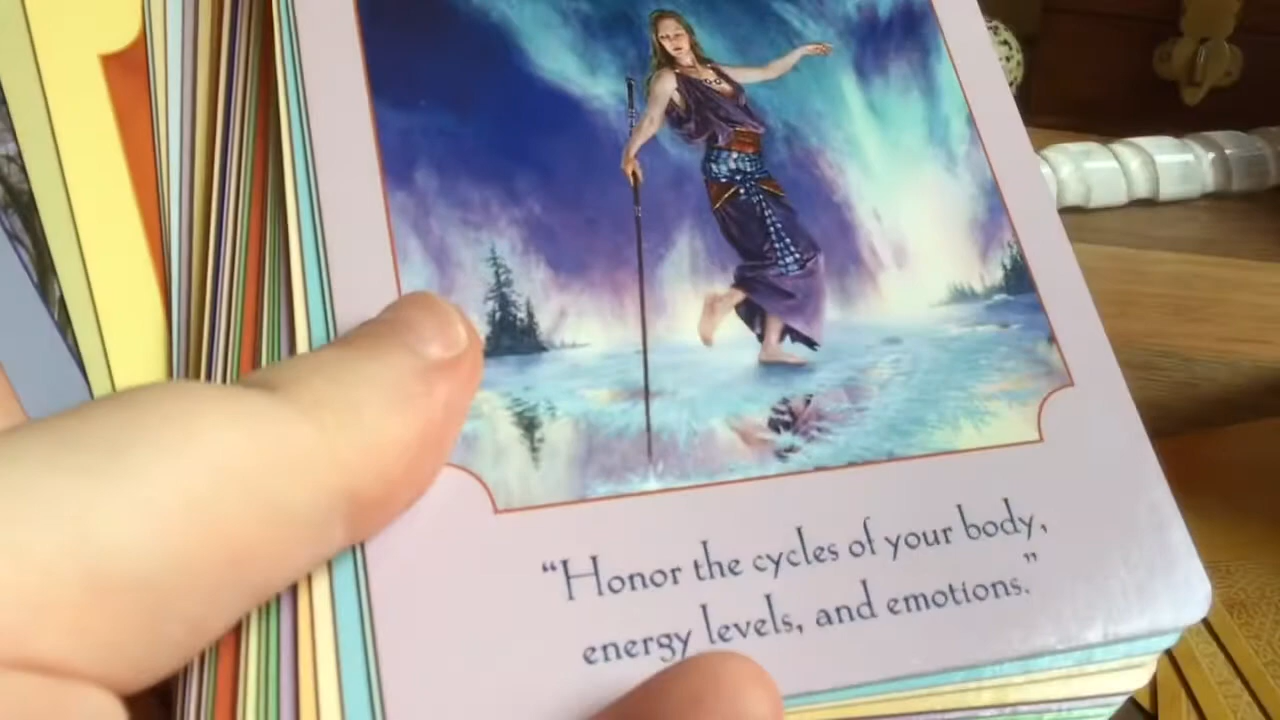 “Honor the cycles of your body,
energy levels, and emotions.”